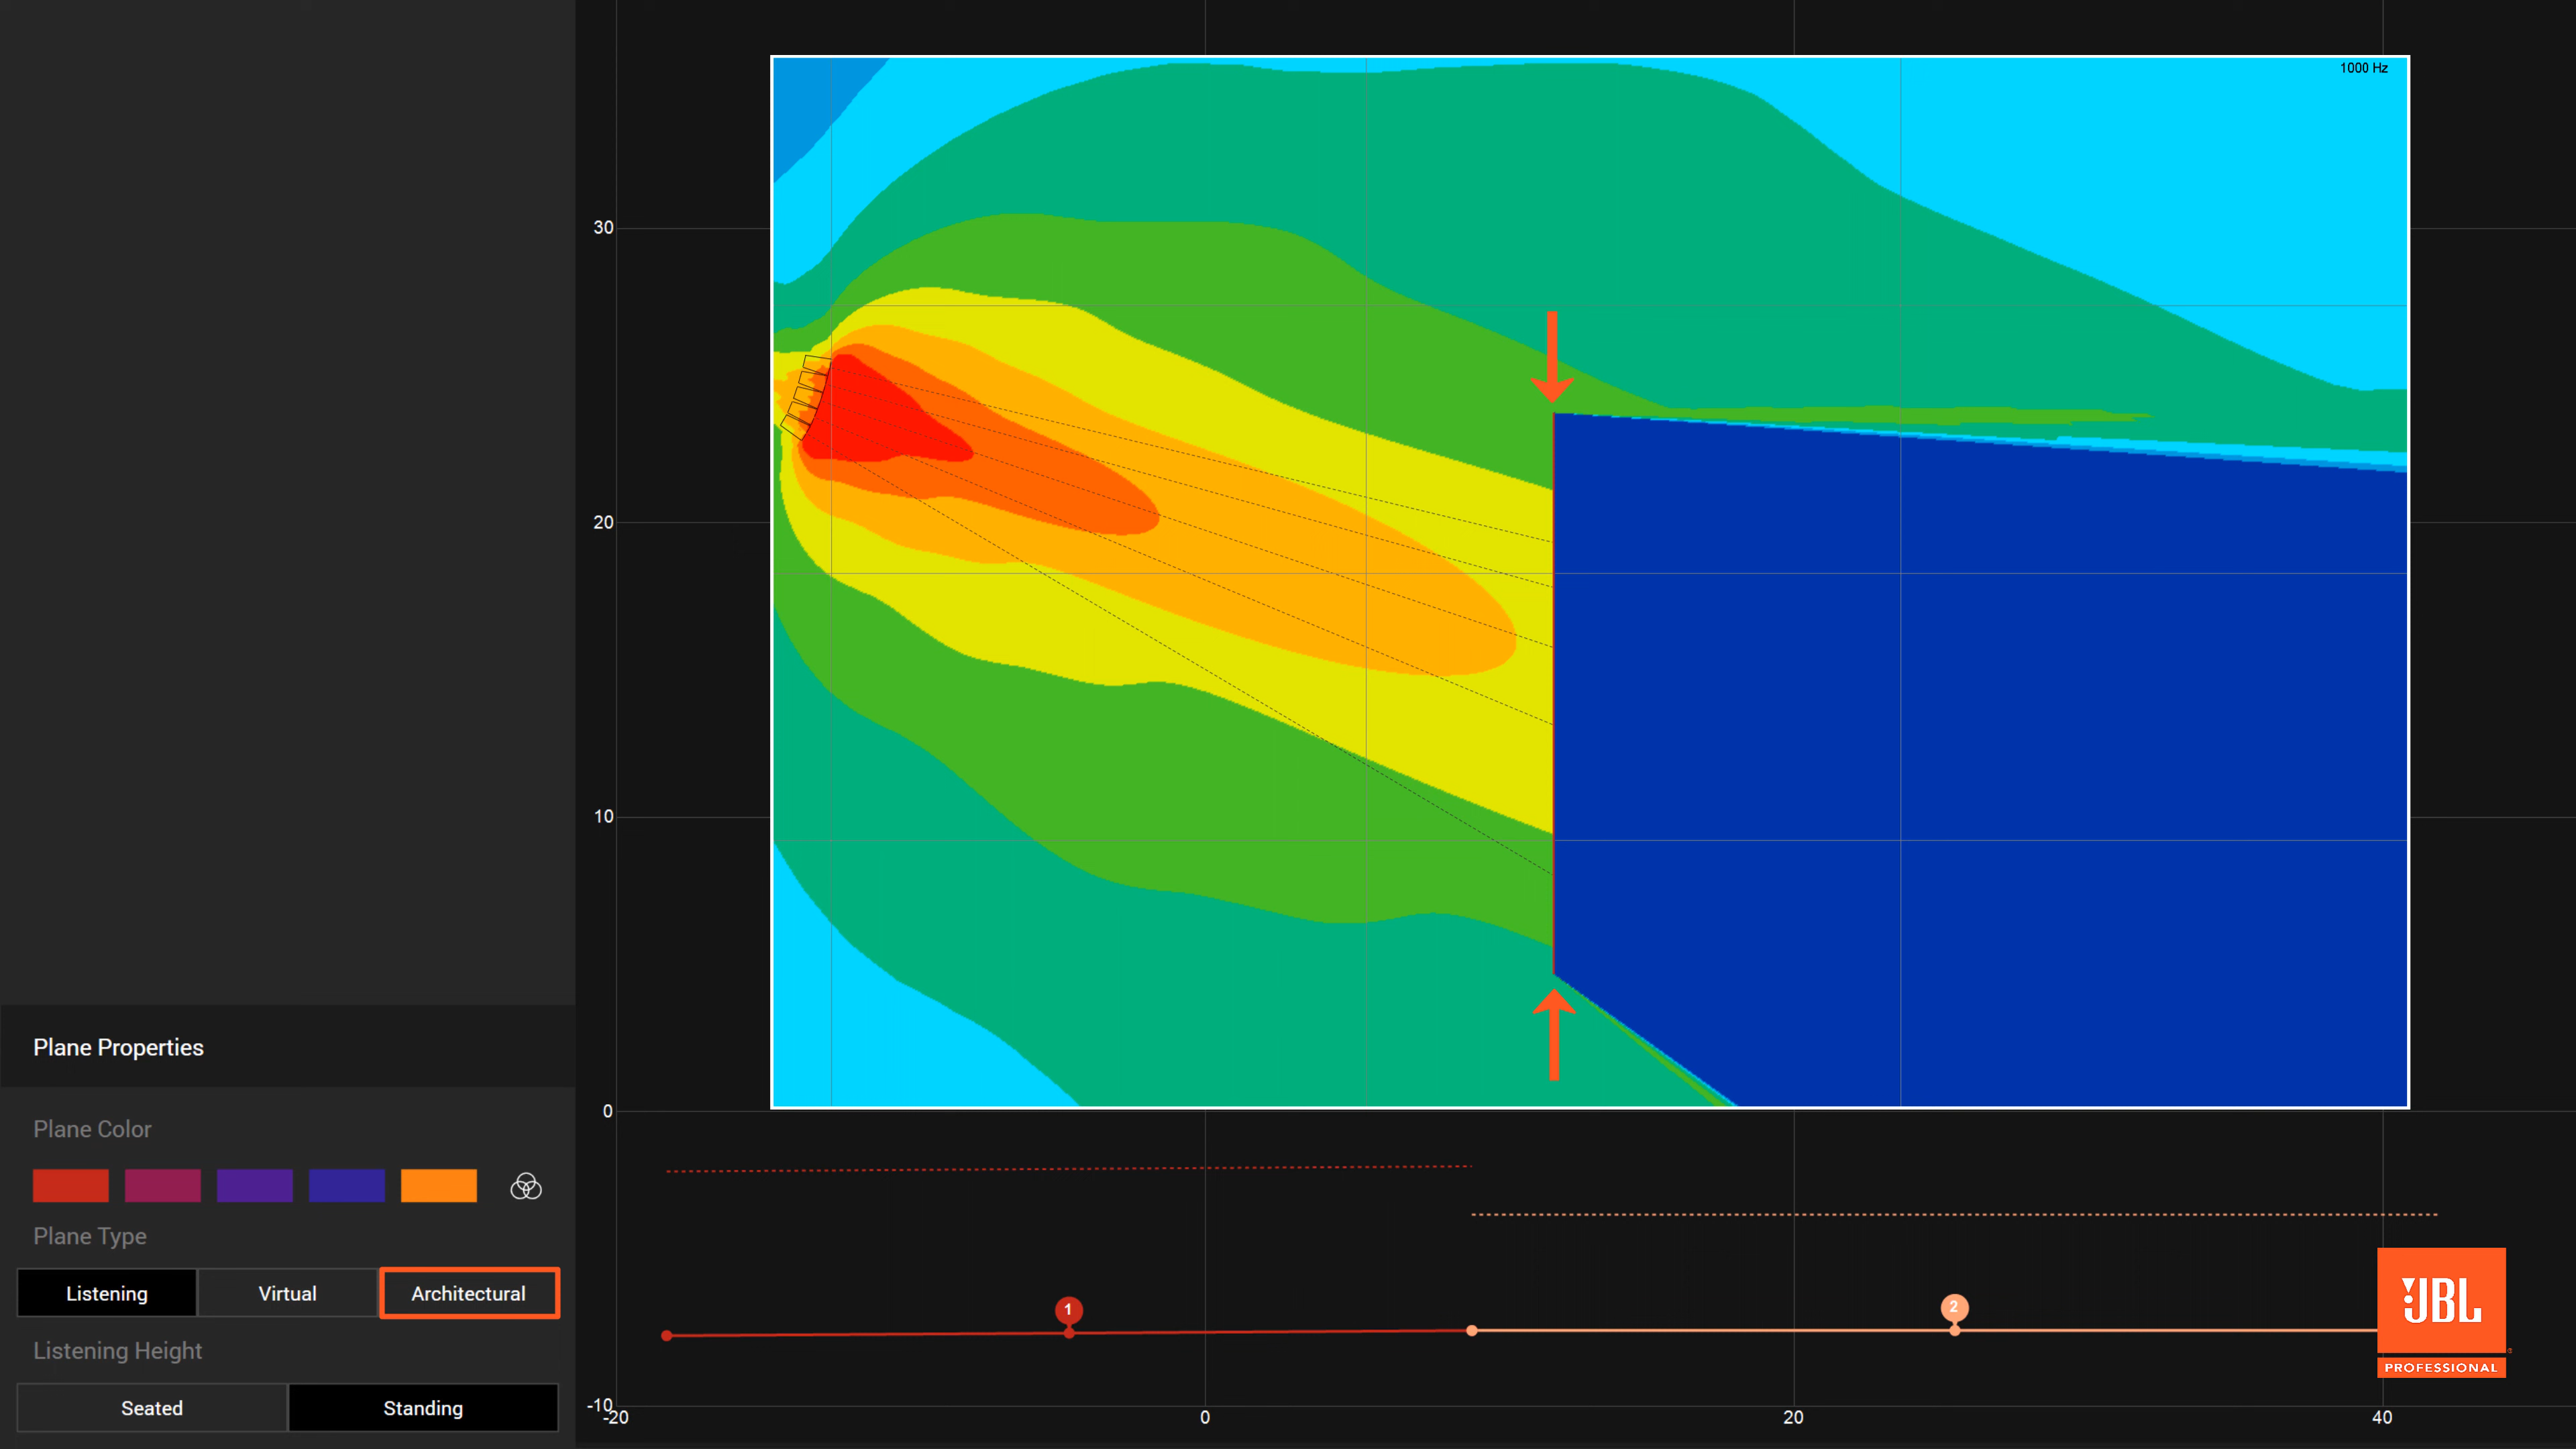 1000 Hz
30
20
10
0
-10
-20
0
20
40
1
2
Plane Properties
Plane Color
Plane Type
Listening
Virtual
Architectural
Listening Height
Seated
Standing
JBL
PROFESSIONAL